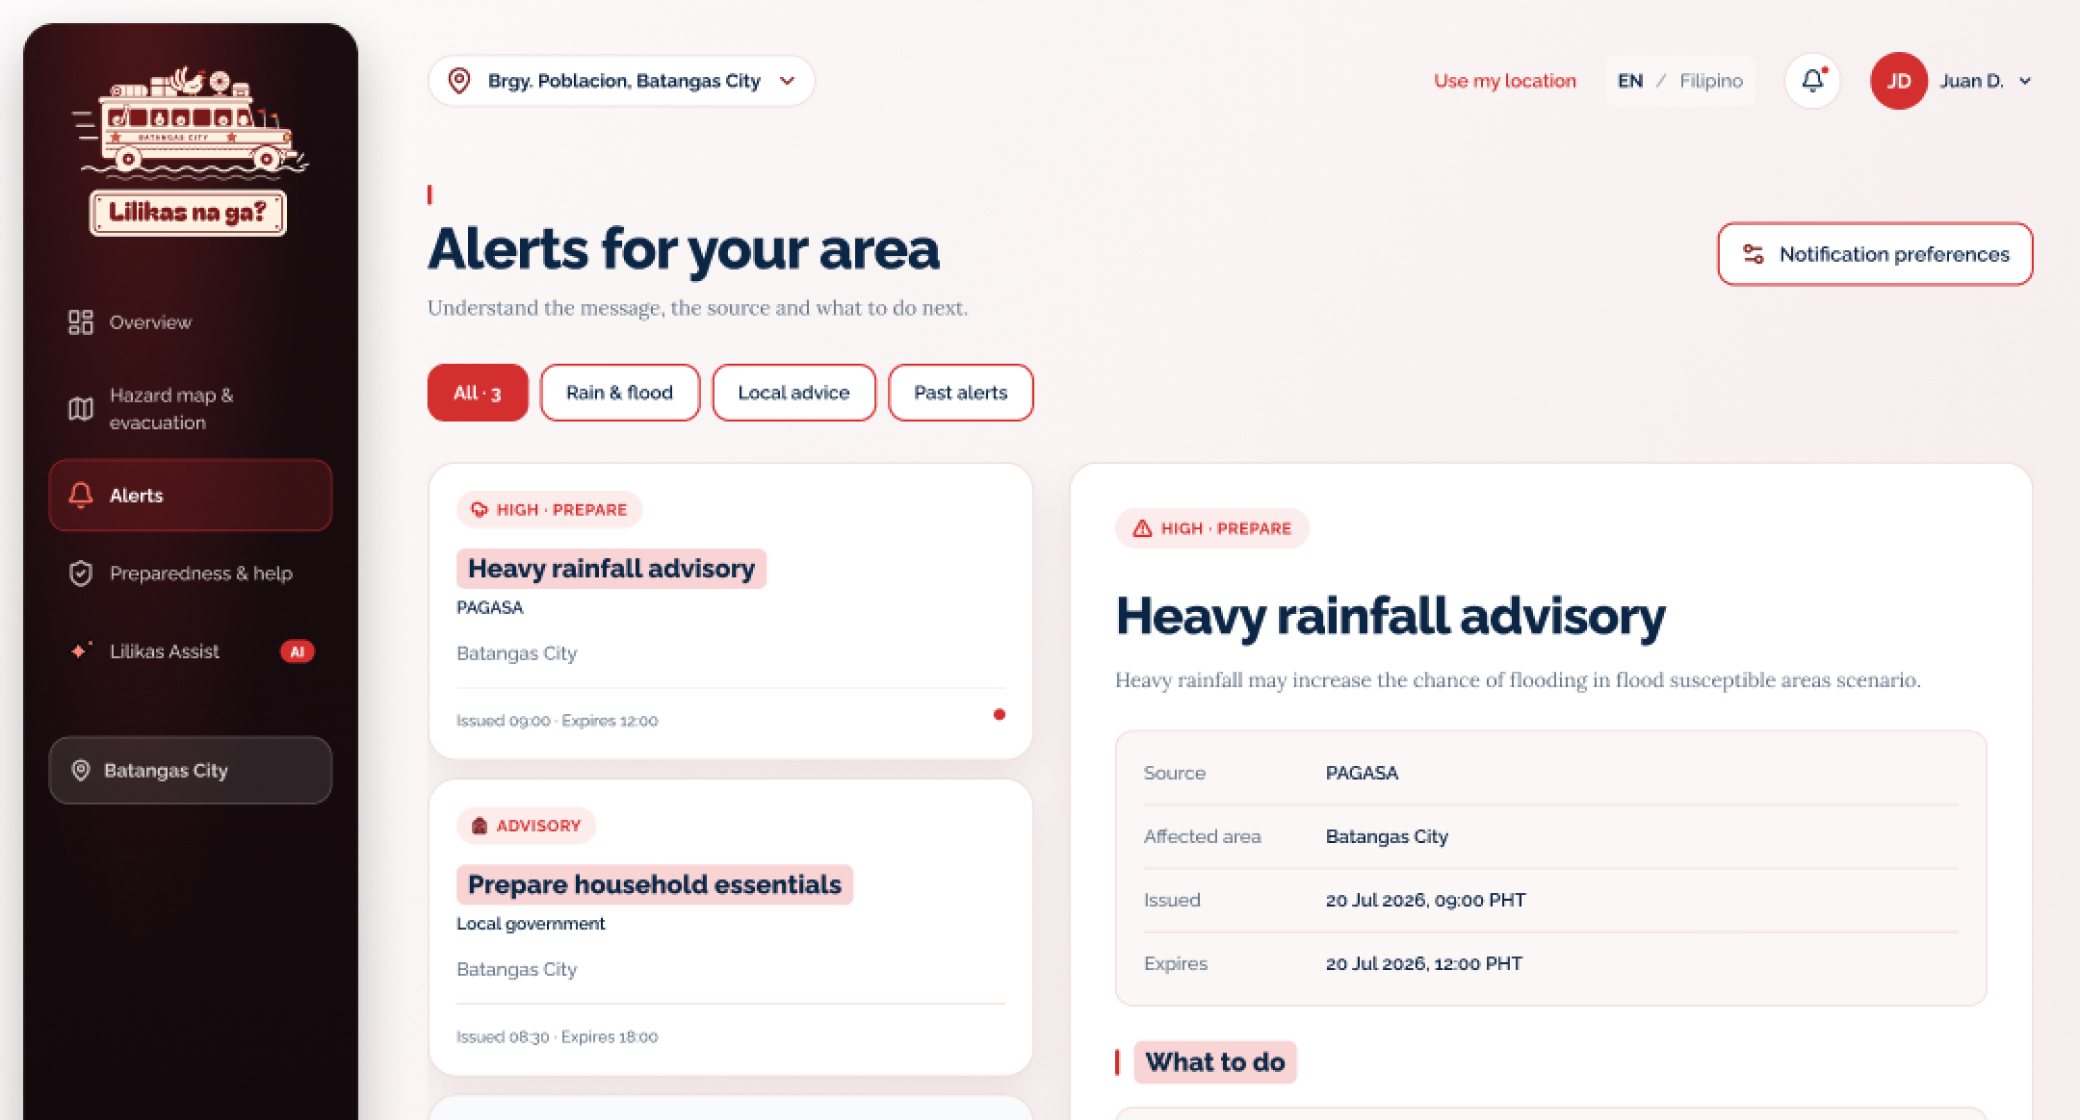 BATANGAS CITY
Lilikas na ga?
Overview
Hazard map &
evacuation
Alerts
Preparedness & help
Lilikas Assist
AI
Batangas City
Brgy. Poblacion, Batangas City
Use my location
EN / Filipino
JD
Juan D.
Alerts for your area
Understand the message, the source and what to do next.
Notification preferences
All · 3
Rain & flood
Local advice
Past alerts
HIGH · PREPARE
Heavy rainfall advisory
PAGASA
Batangas City
Issued 09:00 · Expires 12:00
ADVISORY
Prepare household essentials
Local government
Batangas City
Issued 08:30 · Expires 18:00
HIGH · PREPARE
Heavy rainfall advisory
Heavy rainfall may increase the chance of flooding in flood susceptible areas scenario.
Source PAGASA
Affected area Batangas City
Issued 20 Jul 2026, 09:00 PHT
Expires 20 Jul 2026, 12:00 PHT
What to do